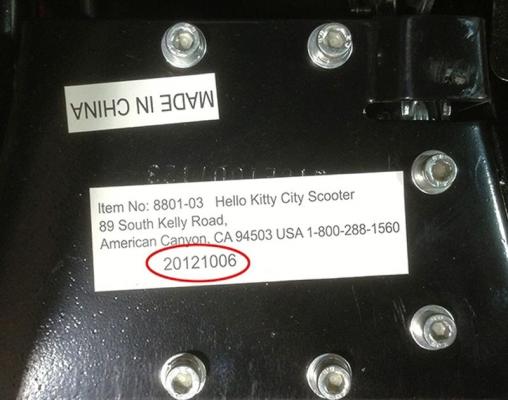 MADE IN CHINA
Item No: 8801-03 Hello Kitty City Scooter
89 South Kelly Road,
American Canyon, CA 94503 USA 1-800-288-1560
20121006